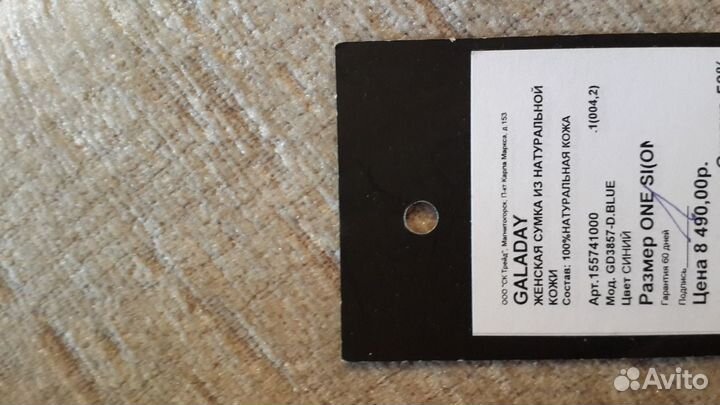 ООО "СК Трейд", Магнитогорск, П-кт Карла Маркса, д 153
GALADAY
ЖЕНСКАЯ СУМКА ИЗ НАТУРАЛЬНОЙ
КОЖИ
Состав: 100%НАТУРАЛЬНАЯ КОЖА
Арт.155741000 .1(004,2)
Мод. GD3857-D.BLUE
Цвет СИНИЙ
Размер ONE SI(ON
Гарантия 60 дней
Подпись
Цена 8 490,00р.
Avito